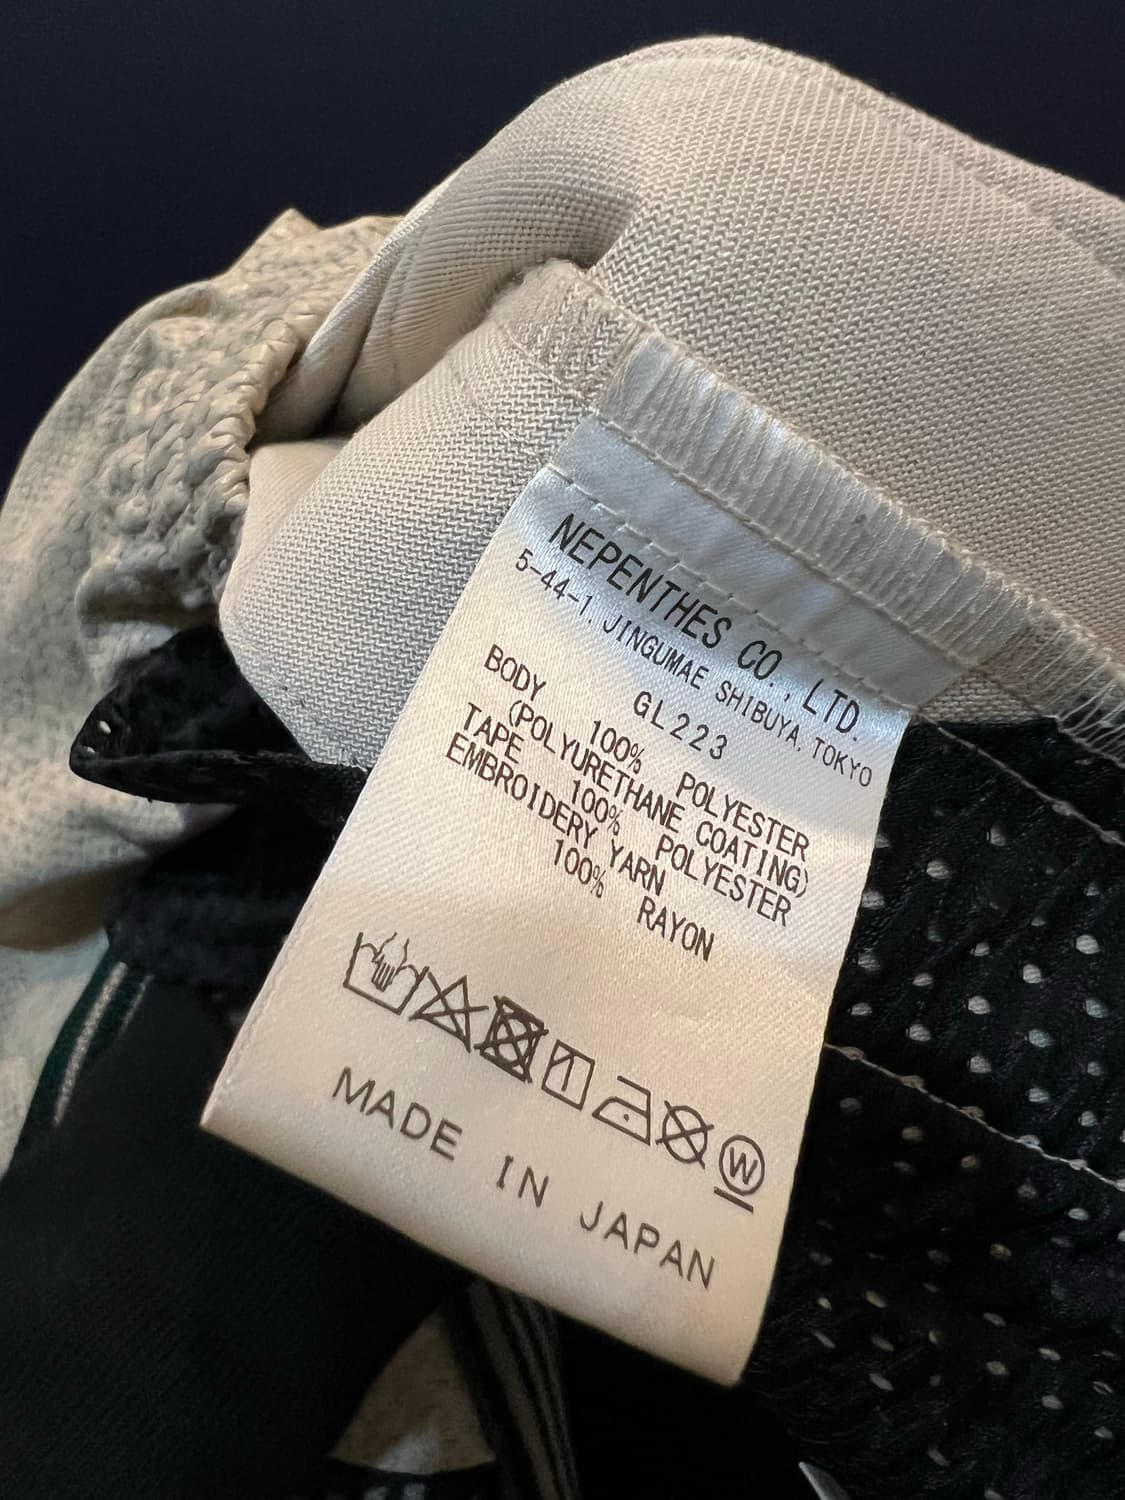 NEPENTHES CO., LTD.
5-44-1, JINGUMAE SHIBUYA, TOKYO
GL223
BODY 100% POLYESTER
(POLYURETHANE COATING)
TAPE 100% POLYESTER
EMBROIDERY YARN
100% RAYON
W
MADE IN JAPAN